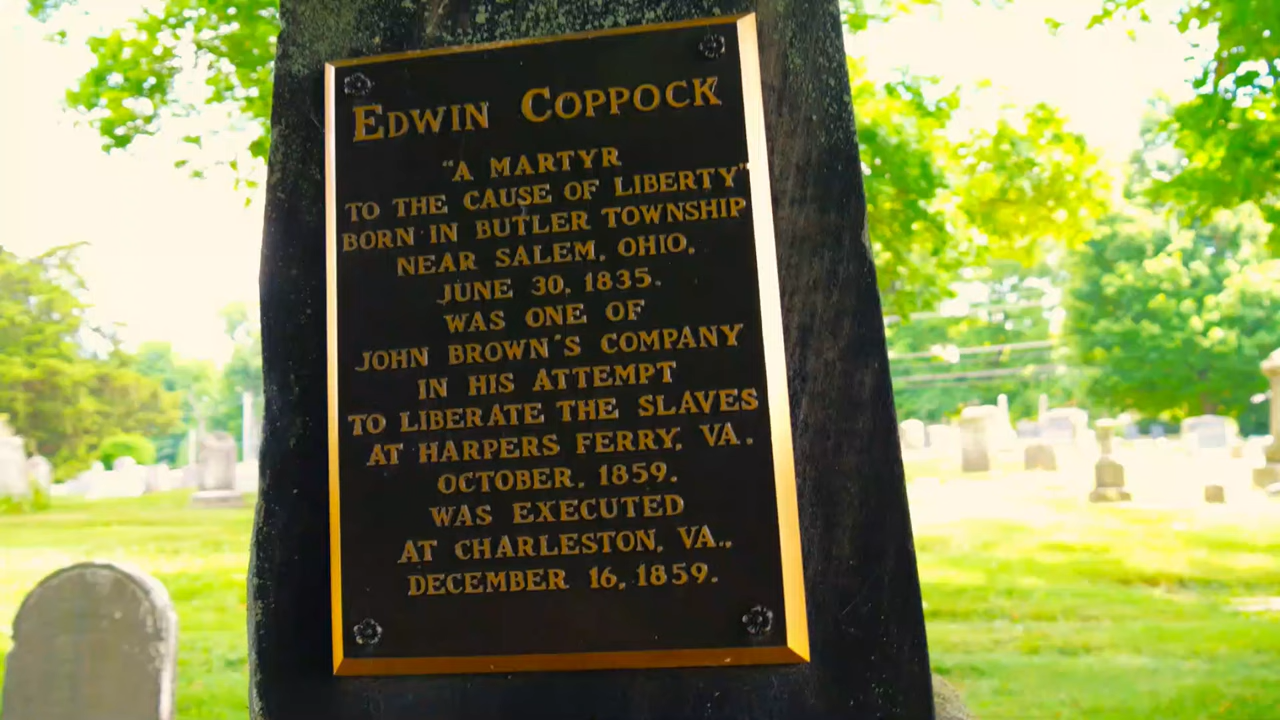 EDWIN COPPOCK
"A MARTYR
TO THE CAUSE OF LIBERTY"
BORN IN BUTLER TOWNSHIP
NEAR SALEM, OHIO,
JUNE 30, 1835.
WAS ONE OF
JOHN BROWN'S COMPANY
IN HIS ATTEMPT
TO LIBERATE THE SLAVES
AT HARPERS FERRY, VA.
OCTOBER, 1859.
WAS EXECUTED
AT CHARLESTON, VA.,
DECEMBER 16, 1859.